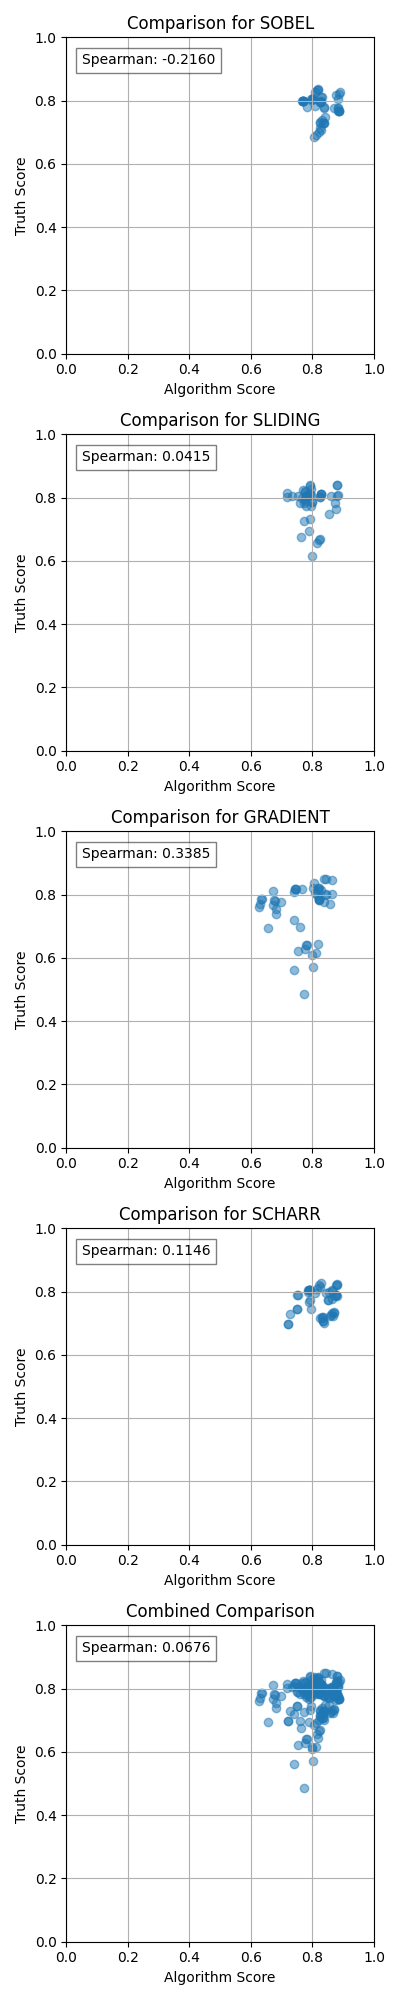 Comparison for SOBEL
Spearman: -0.2160
1.0
0.8
0.6
0.4
0.2
0.0
Truth Score
0.0 0.2 0.4 0.6 0.8 1.0
Algorithm Score
Comparison for SLIDING
Spearman: 0.0415
1.0
0.8
0.6
0.4
0.2
0.0
Truth Score
0.0 0.2 0.4 0.6 0.8 1.0
Algorithm Score
Comparison for GRADIENT
Spearman: 0.3385
1.0
0.8
0.6
0.4
0.2
0.0
Truth Score
0.0 0.2 0.4 0.6 0.8 1.0
Algorithm Score
Comparison for SCHARR
Spearman: 0.1146
1.0
0.8
0.6
0.4
0.2
0.0
Truth Score
0.0 0.2 0.4 0.6 0.8 1.0
Algorithm Score
Combined Comparison
Spearman: 0.0676
1.0
0.8
0.6
0.4
0.2
0.0
Truth Score
0.0 0.2 0.4 0.6 0.8 1.0
Algorithm Score